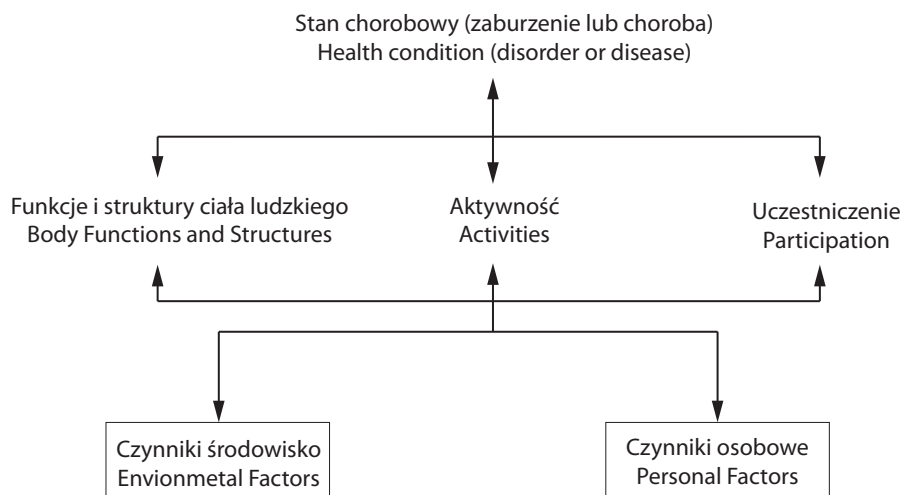 Stan chorobowy (zaburzenie lub choroba)
Health condition (disorder or disease)
Funkcje i struktury ciała ludzkiego
Body Functions and Structures
Aktywność
Activities
Uczestniczenie
Participation
Czynniki środowisko
Envionmetal Factors
Czynniki osobowe
Personal Factors